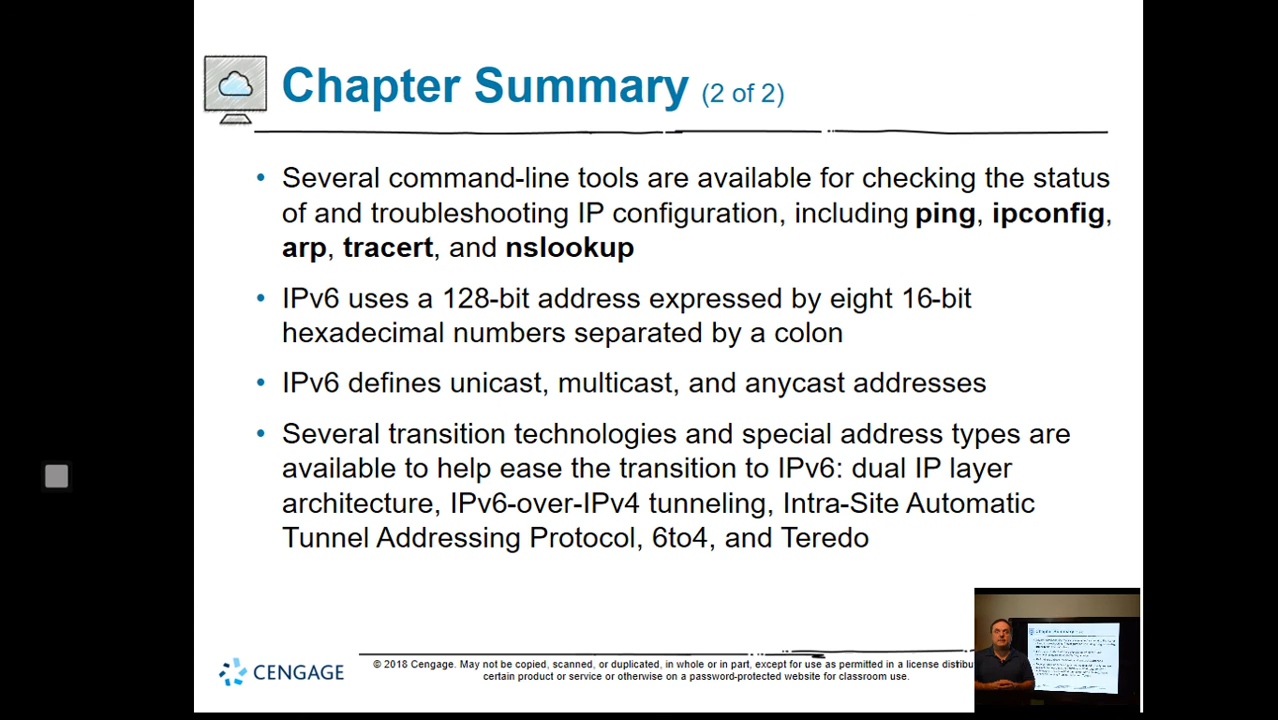 Chapter Summary (2 of 2)
• Several command-line tools are available for checking the status
of and troubleshooting IP configuration, including ping, ipconfig,
arp, tracert, and nslookup
• IPv6 uses a 128-bit address expressed by eight 16-bit
hexadecimal numbers separated by a colon
• IPv6 defines unicast, multicast, and anycast addresses
• Several transition technologies and special address types are
available to help ease the transition to IPv6: dual IP layer
architecture, IPv6-over-IPv4 tunneling, Intra-Site Automatic
Tunnel Addressing Protocol, 6to4, and Teredo
CENGAGE
© 2018 Cengage. May not be copied, scanned, or duplicated, in whole or in part, except for use as permitted in a license
certain product or service or otherwise on a password-protected website for classroom use.
Chapter Summary